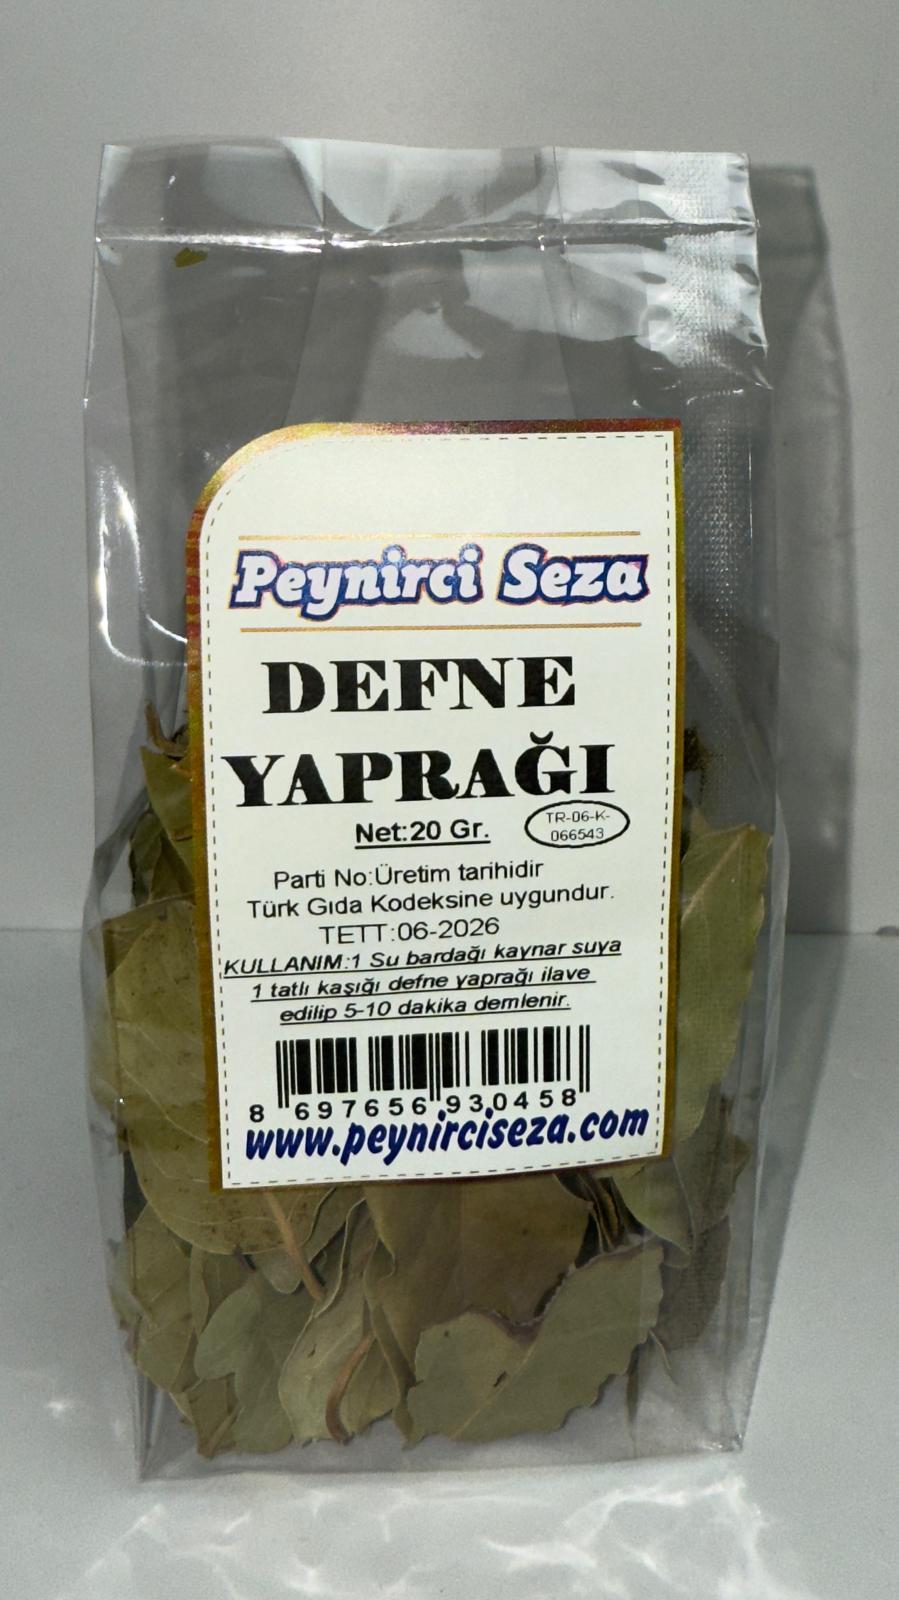 Peynirci Seza
DEFNE
YAPRAĞI
Net:20 Gr.
TR-06-K-
066543
Parti No:Üretim tarihidir
Türk Gıda Kodeksine uygundur.
TETT:06-2026
KULLANIM:1 Su bardağı kaynar suya
1 tatlı kaşığı defne yaprağı ilave
edilip 5-10 dakika demlenir.
8 697656 930458
www.peynirciseza.com